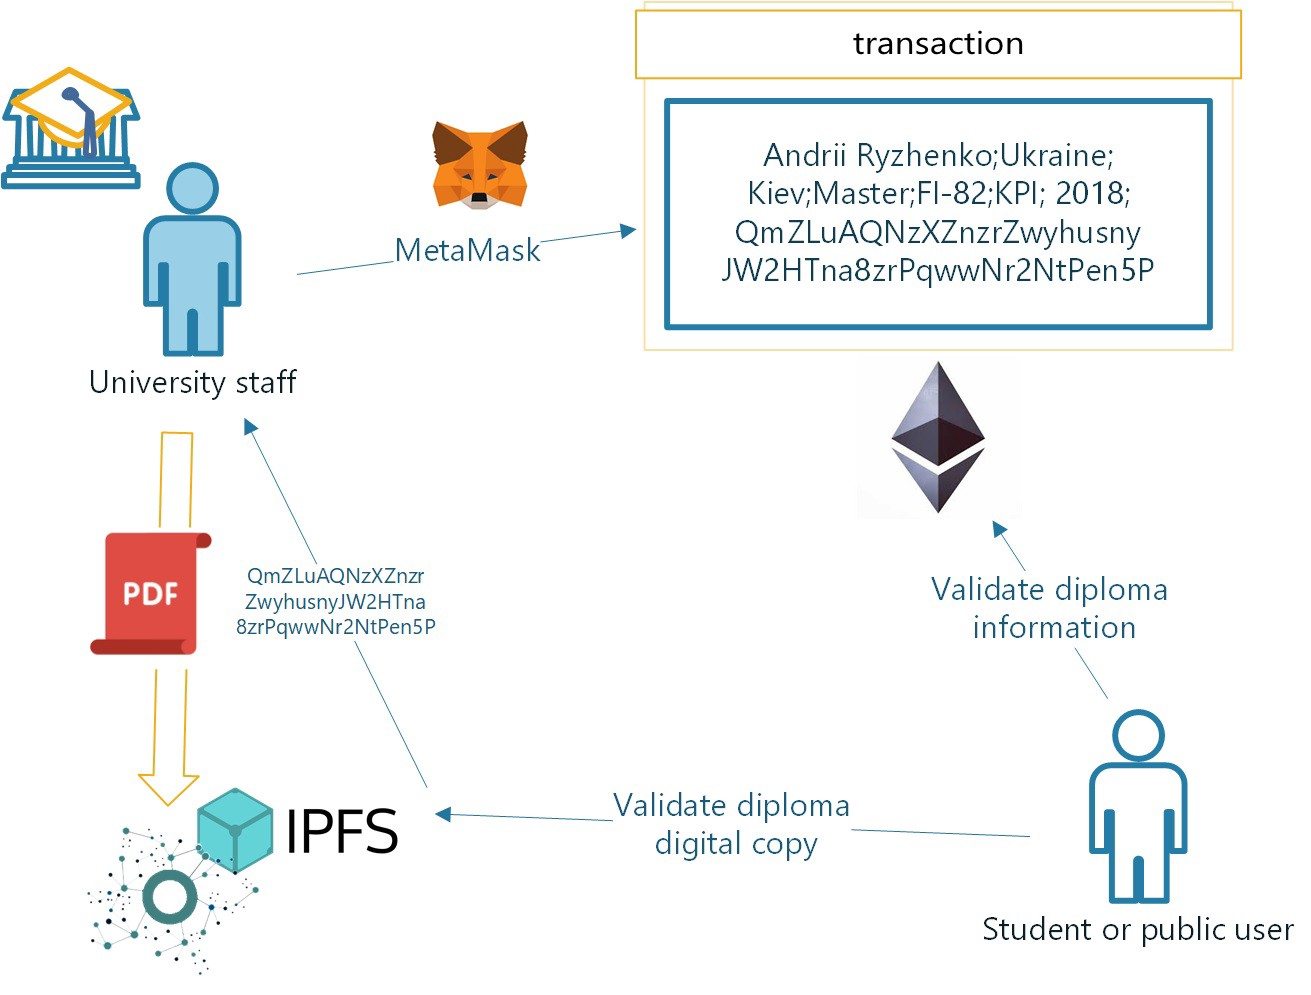 transaction
Andrii Ryzhenko;Ukraine;
Kiev;Master;FI-82;KPI; 2018;
QmZLuAQNzXZnzrZwyhusny
JW2HTna8zrPqwwNr2NtPen5P
MetaMask
University staff
PDF
QmZLuAQNzXZnzr
ZwyhusnyJW2HTna
8zrPqwwNr2NtPen5P
Validate diploma
information
IPFS
Validate diploma
digital copy
Student or public user